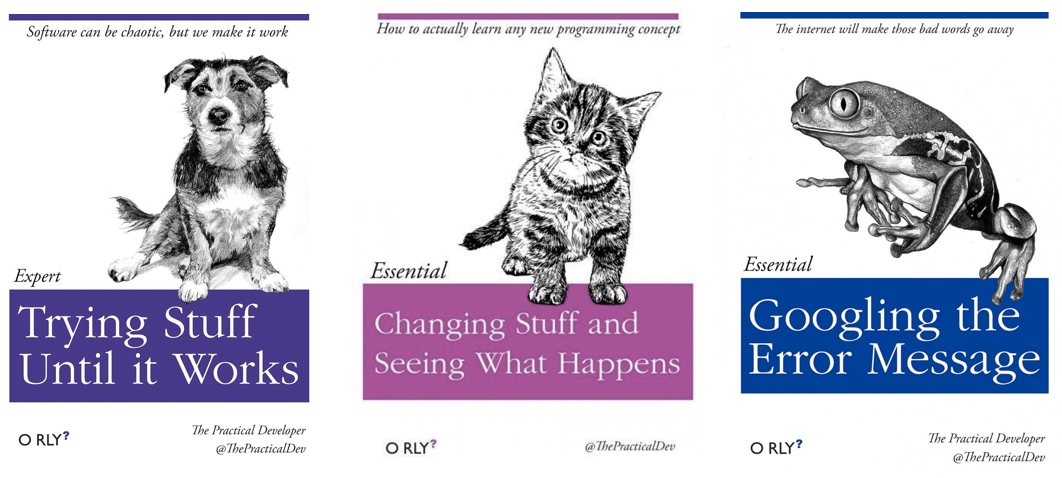 Software can be chaotic, but we make it work
Expert
Trying Stuff
Until it Works
O RLY?
The Practical Developer
@ThePracticalDev
How to actually learn any new programming concept
Essential
Changing Stuff and
Seeing What Happens
O RLY?
@ThePracticalDev
The internet will make those bad words go away
Essential
Googling the
Error Message
O RLY?
The Practical Developer
@ThePracticalDev